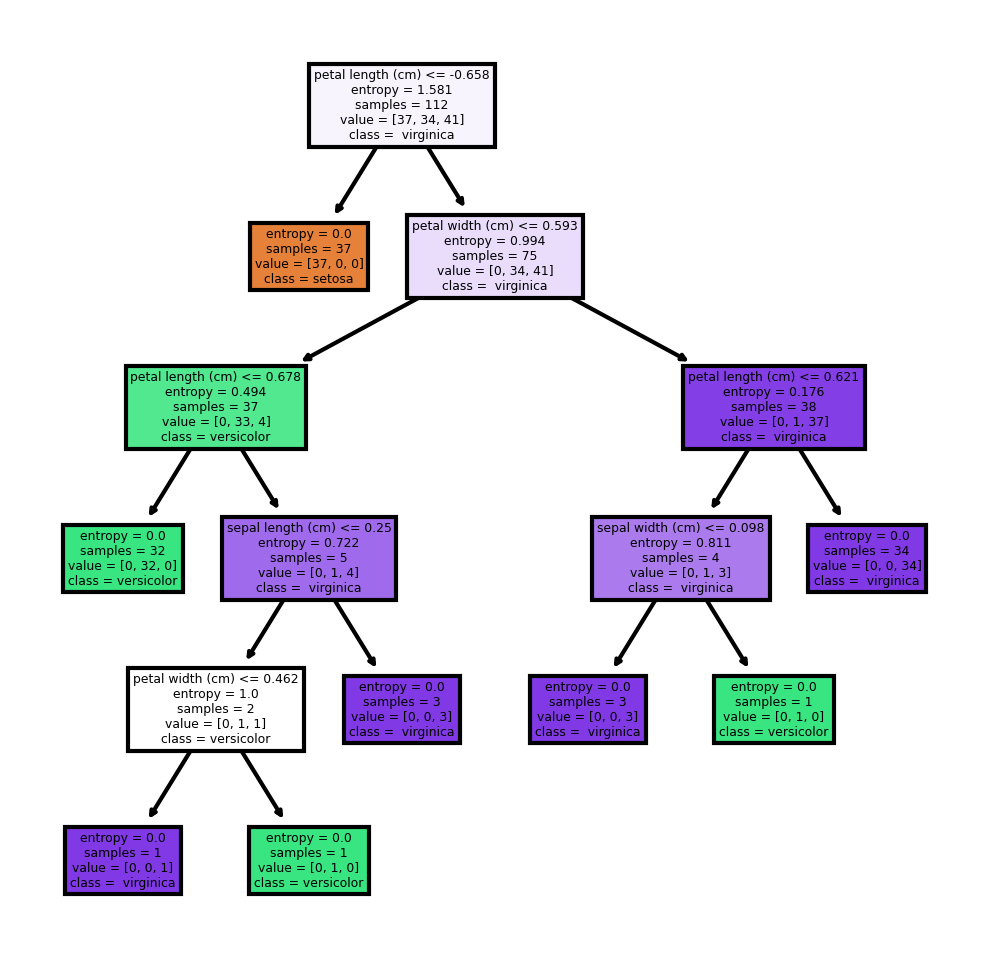 petal length (cm) <= -0.658
entropy = 1.581
samples = 112
value = [37, 34, 41]
class =  virginica
entropy = 0.0
samples = 37
value = [37, 0, 0]
class = setosa
petal width (cm) <= 0.593
entropy = 0.994
samples = 75
value = [0, 34, 41]
class =  virginica
petal length (cm) <= 0.678
entropy = 0.494
samples = 37
value = [0, 33, 4]
class = versicolor
petal length (cm) <= 0.621
entropy = 0.176
samples = 38
value = [0, 1, 37]
class =  virginica
entropy = 0.0
samples = 32
value = [0, 32, 0]
class = versicolor
sepal length (cm) <= 0.25
entropy = 0.722
samples = 5
value = [0, 1, 4]
class =  virginica
sepal width (cm) <= 0.098
entropy = 0.811
samples = 4
value = [0, 1, 3]
class =  virginica
entropy = 0.0
samples = 34
value = [0, 0, 34]
class =  virginica
petal width (cm) <= 0.462
entropy = 1.0
samples = 2
value = [0, 1, 1]
class = versicolor
entropy = 0.0
samples = 3
value = [0, 0, 3]
class =  virginica
entropy = 0.0
samples = 3
value = [0, 0, 3]
class =  virginica
entropy = 0.0
samples = 1
value = [0, 1, 0]
class = versicolor
entropy = 0.0
samples = 1
value = [0, 0, 1]
class =  virginica
entropy = 0.0
samples = 1
value = [0, 1, 0]
class = versicolor